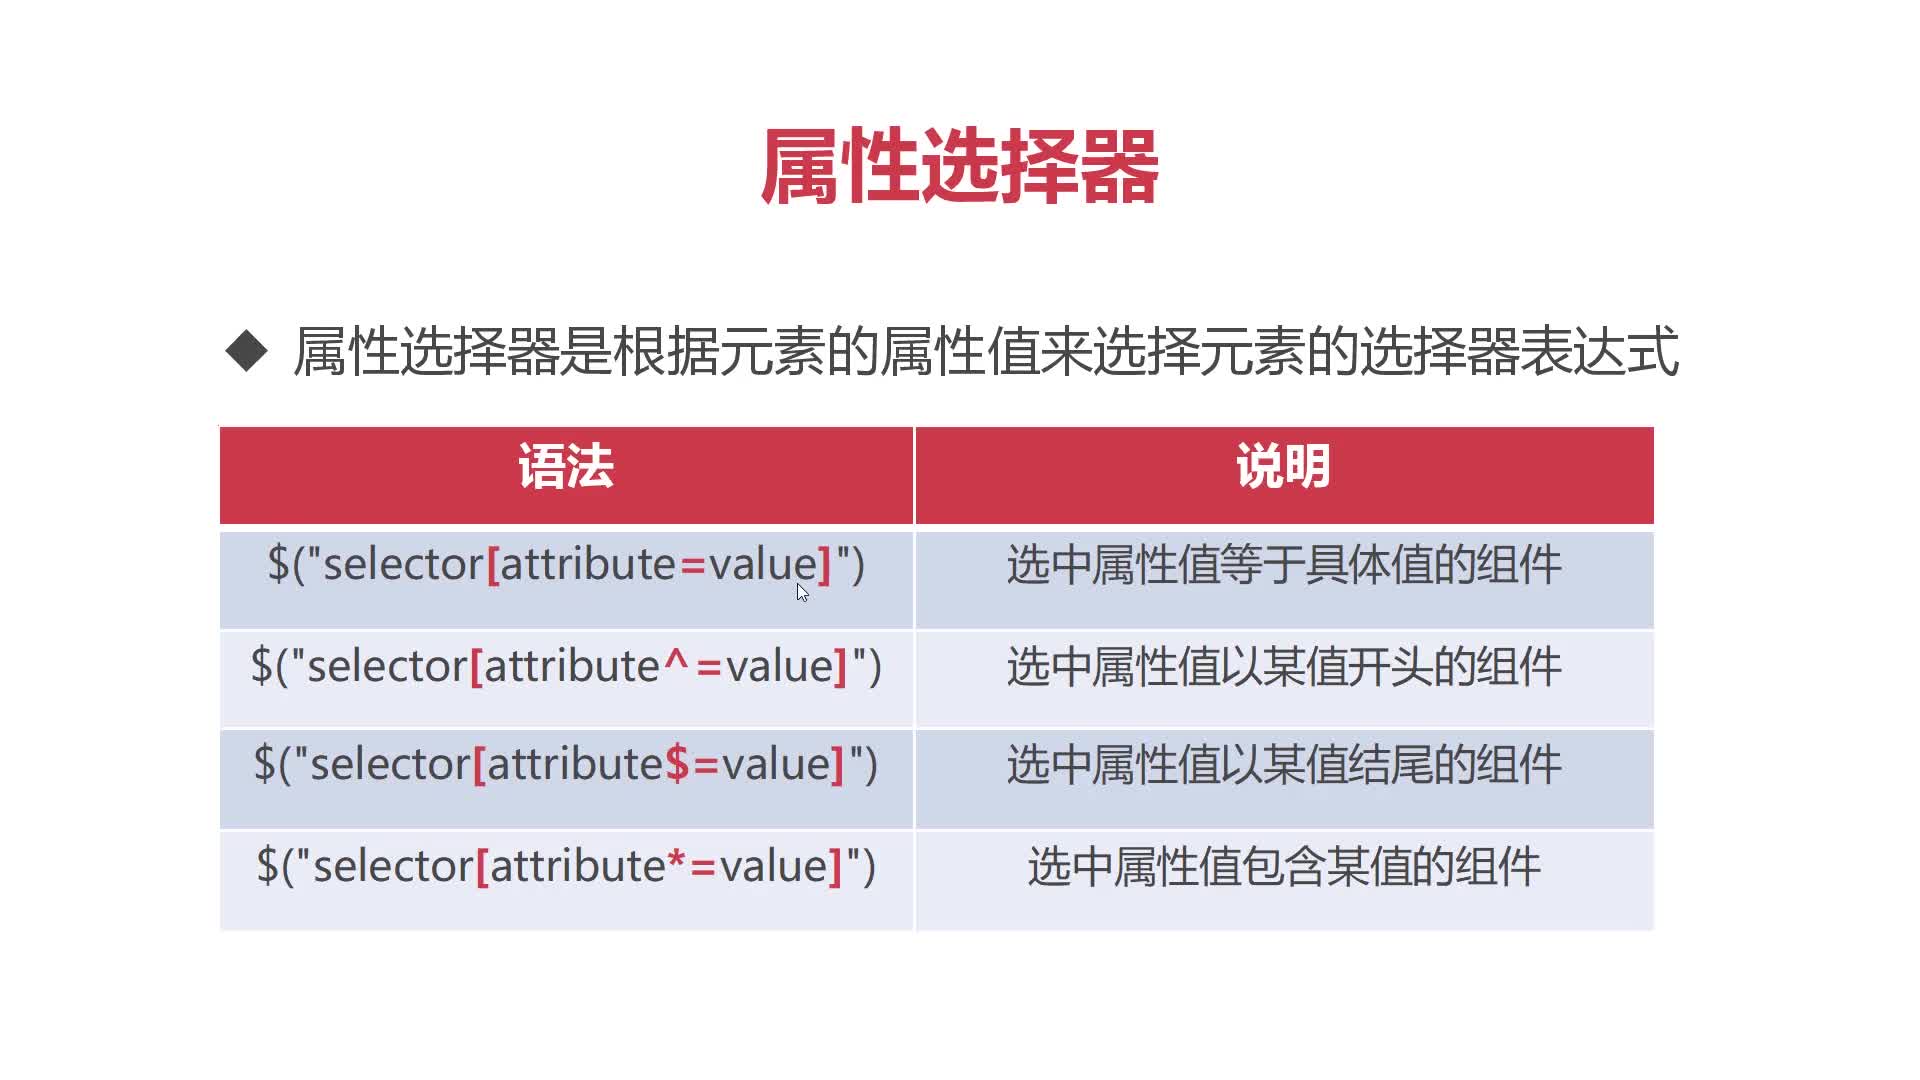 属性选择器
◆ 属性选择器是根据元素的属性值来选择元素的选择器表达式
语法 说明
$("selector[attribute=value]") 选中属性值等于具体值的组件
$("selector[attribute^=value]") 选中属性值以某值开头的组件
$("selector[attribute$=value]") 选中属性值以某值结尾的组件
$("selector[attribute*=value]") 选中属性值包含某值的组件